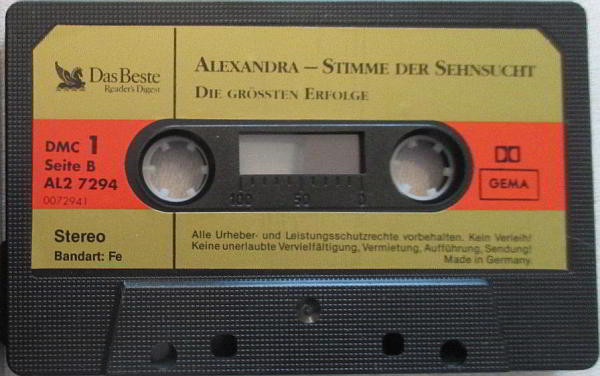 Das Beste
Reader's Digest
ALEXANDRA – STIMME DER SEHNSUCHT
DIE GRÖSSTEN ERFOLGE
DMC 1
Seite B
AL2 7294
0072941
100 50 0
GEMA
Stereo
Bandart: Fe
Alle Urheber- und Leistungsschutzrechte vorbehalten. Kein Verleih!
Keine unerlaubte Vervielfältigung, Vermietung, Aufführung, Sendung!
Made in Germany